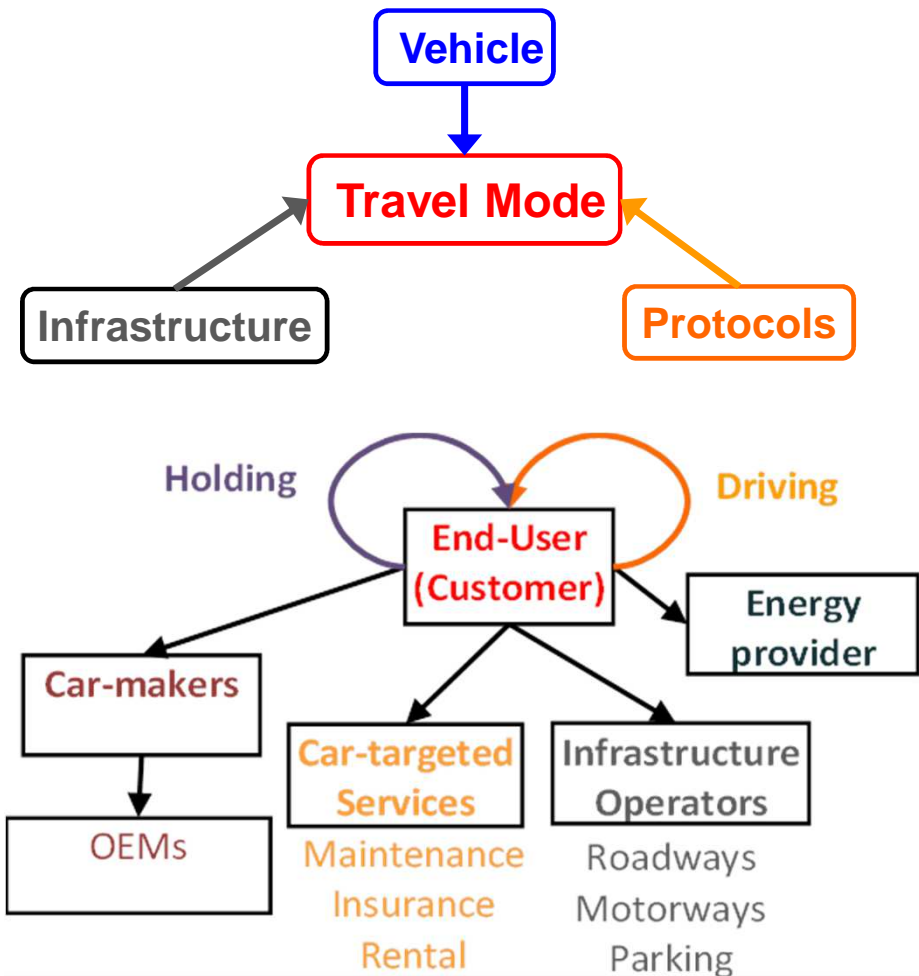 Vehicle
Travel Mode
Infrastructure
Protocols
Holding
Driving
End-User
(Customer)
Energy
provider
Car-makers
Car-targeted
Services
Infrastructure
Operators
OEMs
Maintenance
Insurance
Rental
Roadways
Motorways
Parking